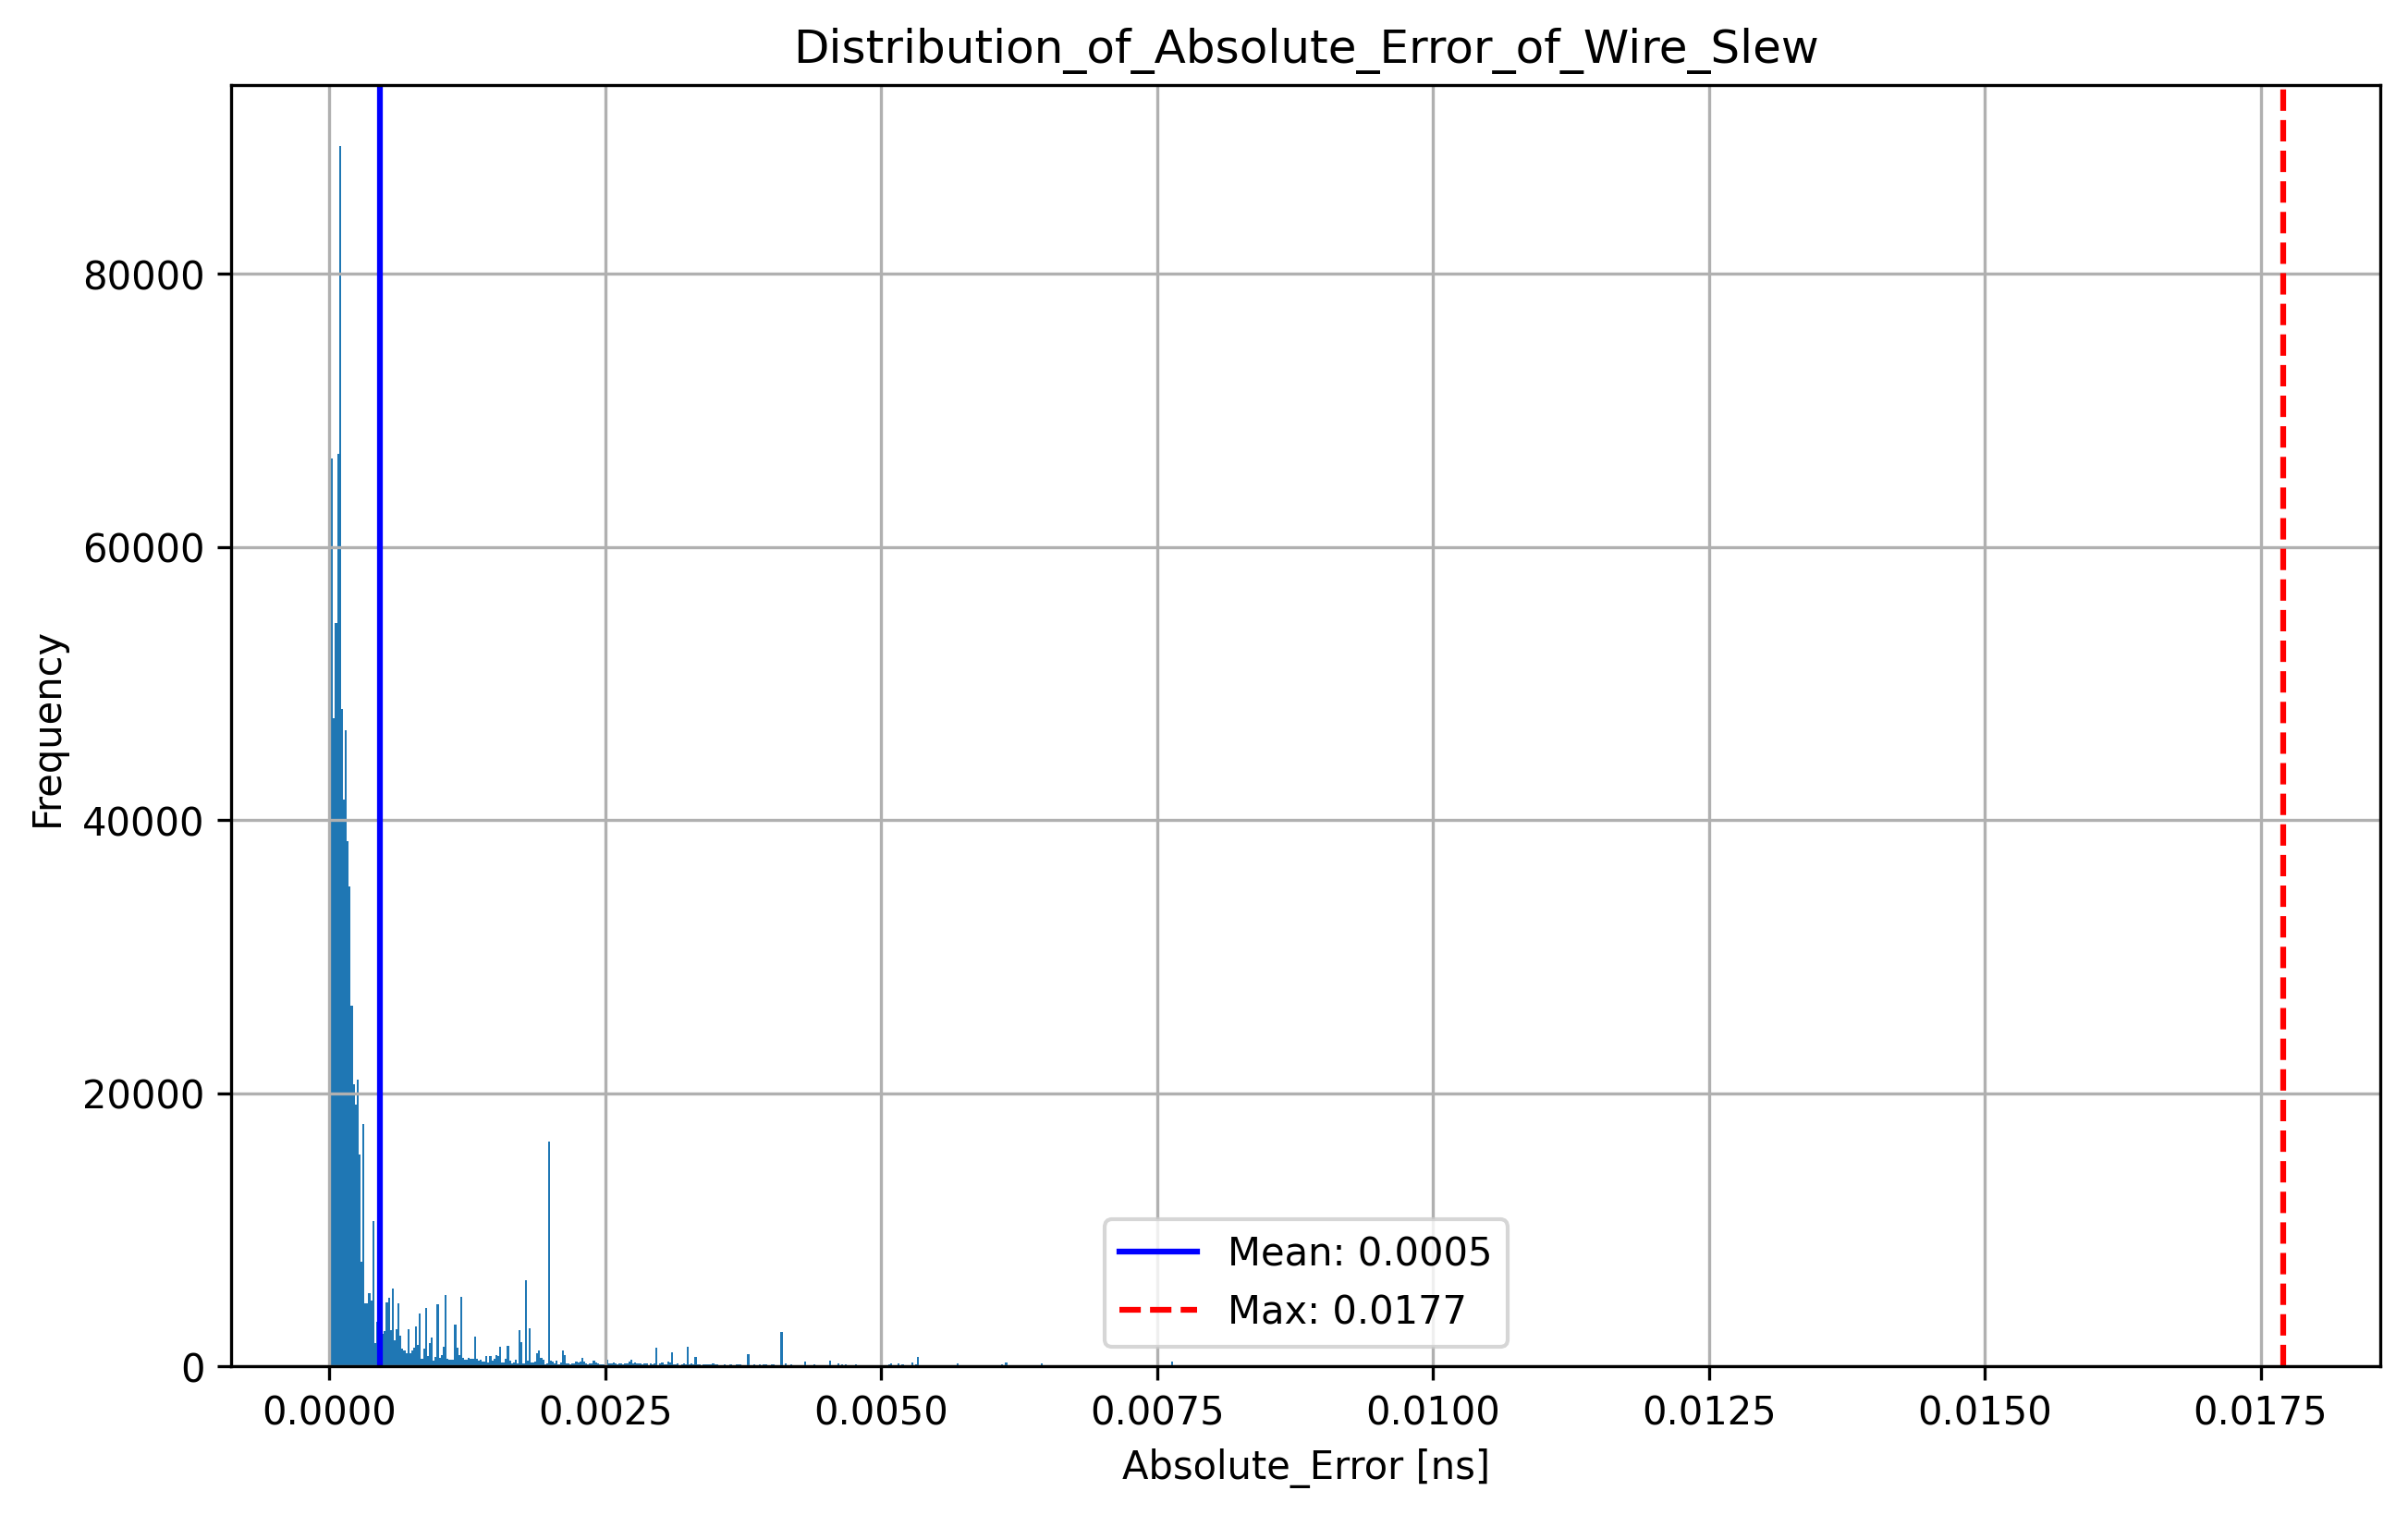 Distribution_of_Absolute_Error_of_Wire_Slew
Frequency
80000
60000
40000
20000
0
0.0000 0.0025 0.0050 0.0075 0.0100 0.0125 0.0150 0.0175
Absolute_Error [ns]
Mean: 0.0005
Max: 0.0177